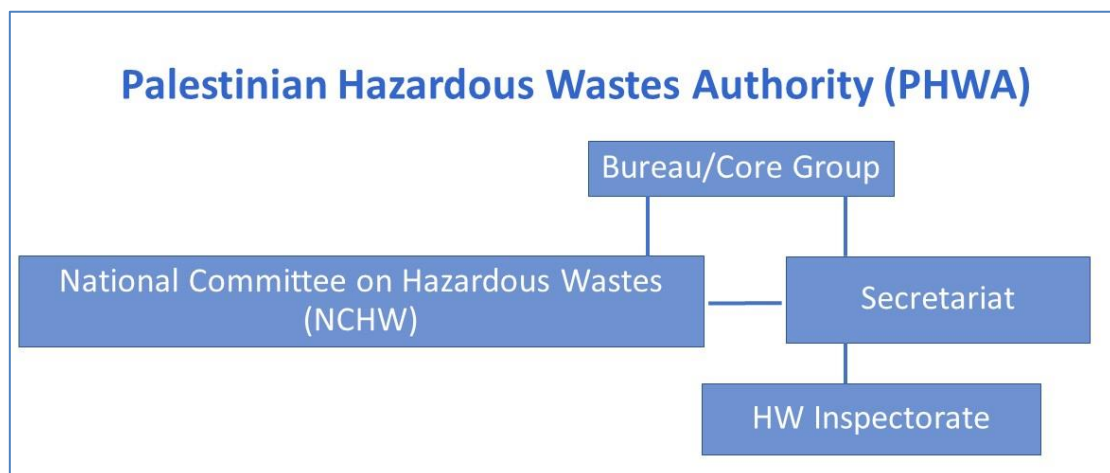 Palestinian Hazardous Wastes Authority (PHWA)
Bureau/Core Group
National Committee on Hazardous Wastes
(NCHW)
Secretariat
HW Inspectorate